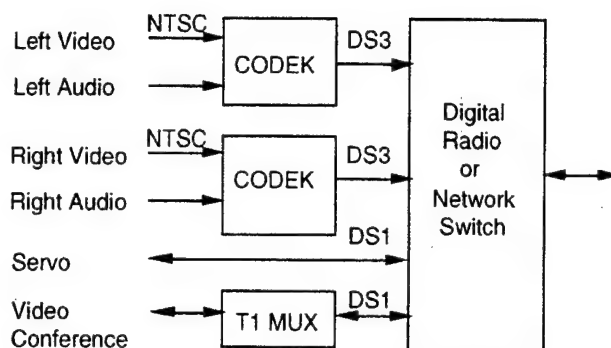 Left Video
NTSC
CODEK
DS3
Left Audio
Right Video
NTSC
CODEK
DS3
Right Audio
Servo
DS1
Video
Conference
T1 MUX
DS1
Digital
Radio
or
Network
Switch